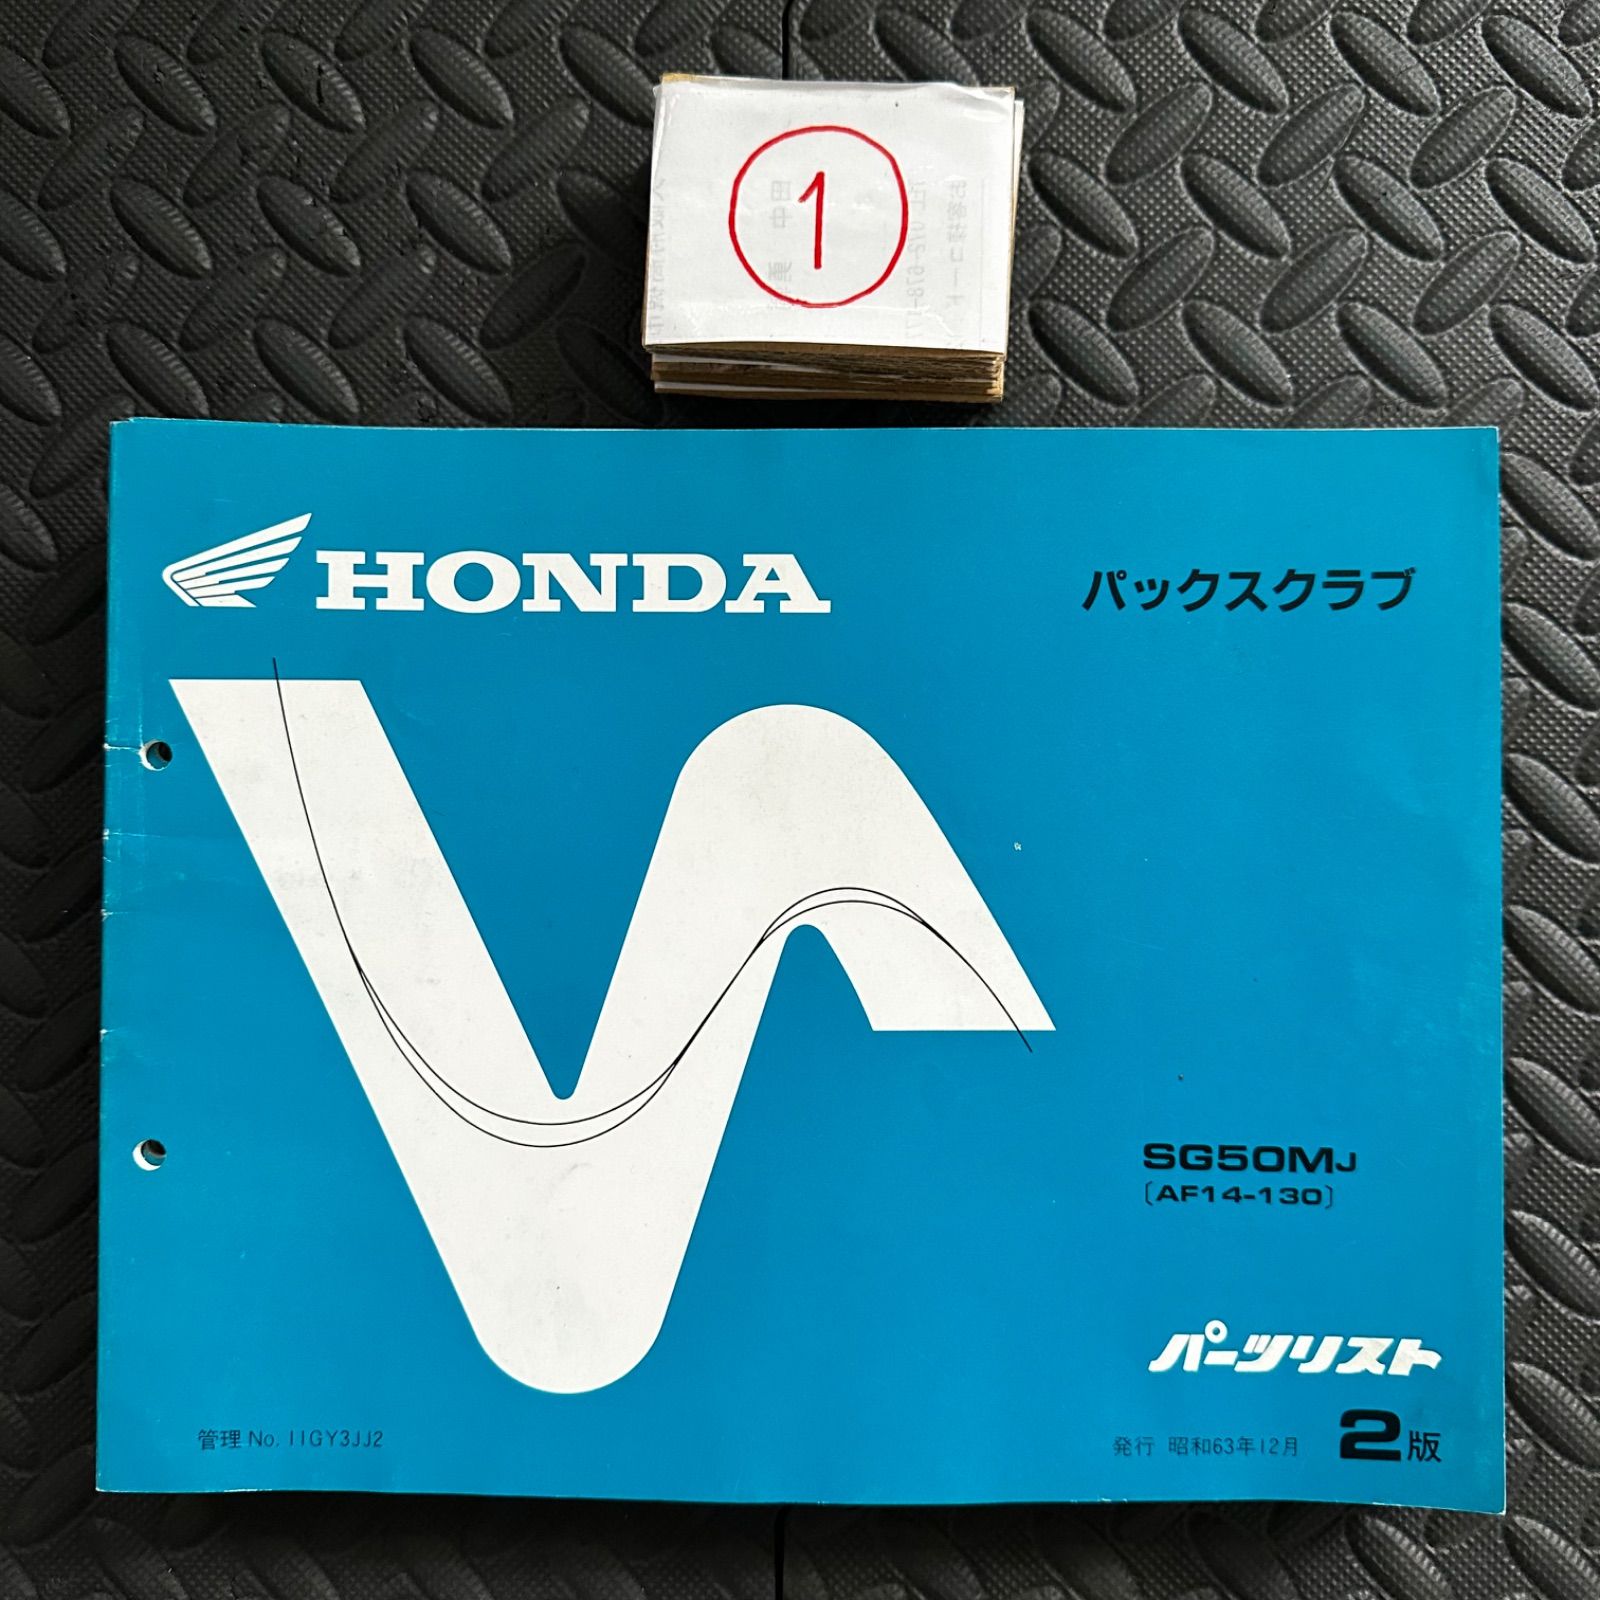 1
HONDA
パックスクラブ
SG50MJ
〔AF14-130〕
パーツリスト
管理 No. 11GY3JJ2
発行 昭和63年12月 2版